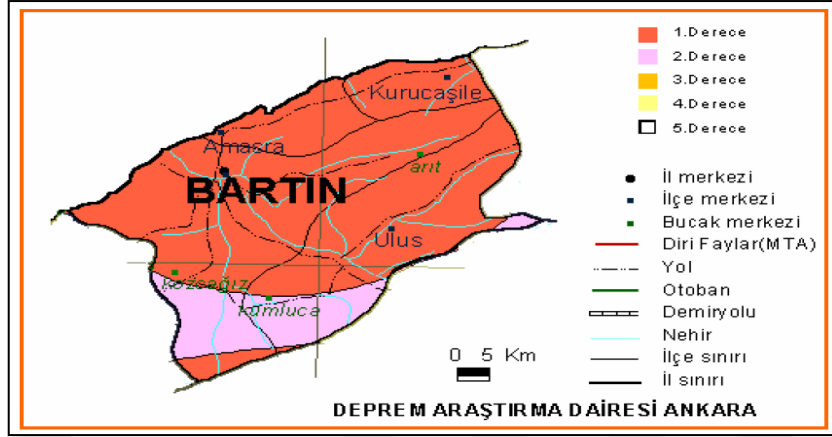 1.Derece
2.Derece
3.Derece
4.Derece
5.Derece
Kurucaşile
Amasra
arıt
BARTIN
Ulus
kozcağız
kumluca
İl merkezi
İlçe merkezi
Bucak merkezi
Diri Faylar(MTA)
Yol
Otoban
Demiryolu
Nehir
İlçe sınırı
İl sınırı
0 5 Km
DEPREM ARAŞTIRMA DAİRESİ ANKARA